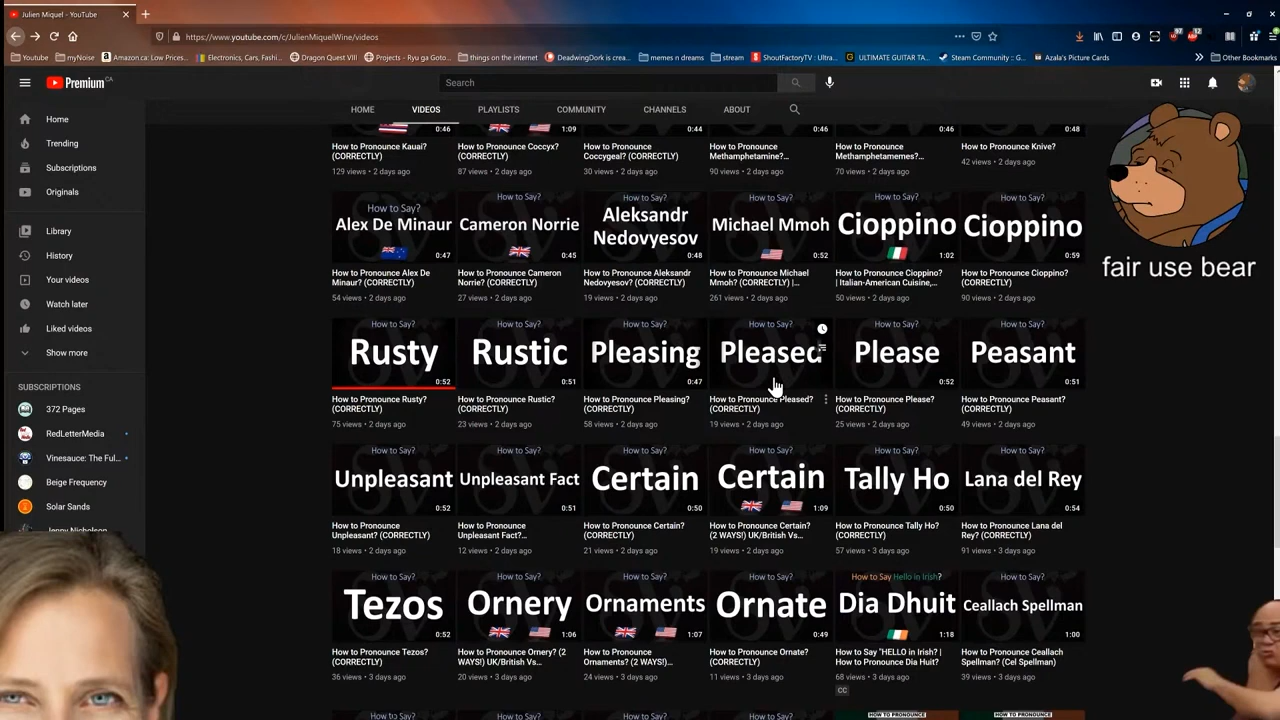 Julien Miquel - YouTube
https://www.youtube.com/c/JulienMiquelWine/videos
Youtube
myNoise
Amazon.ca: Low Prices...
Electronics, Cars, Fashi...
Dragon Quest VIII
Projects - Ryu ga Goto...
things on the internet
DeadwingDork is crea...
memes n dreams
stream
ShoutFactoryTV : Ultra...
ULTIMATE GUITAR TA...
Steam Community :: G...
Azala's Picture Cards
Other Bookmarks
Premium CA
Search
HOME VIDEOS PLAYLISTS COMMUNITY CHANNELS ABOUT
Home
Trending
Subscriptions
Originals
Library
History
Your videos
Watch later
Liked videos
Show more
SUBSCRIPTIONS
372 Pages
RedLetterMedia
Vinesauce: The Ful...
Beige Frequency
Solar Sands
Jenny Nicholson
0:46 1:09 0:44 0:46 0:46 0:48
How to Pronounce Kauai?
(CORRECTLY)
129 views • 2 days ago
How to Pronounce Coccyx?
(CORRECTLY)
87 views • 2 days ago
How to Pronounce
Coccygeal? (CORRECTLY)
30 views • 2 days ago
How to Pronounce
Methamphetamine?...
90 views • 2 days ago
How to Pronounce
Methamphetamemes?...
70 views • 2 days ago
How to Pronounce Knive?
42 views • 2 days ago
How to Say?
Alex De Minaur
0:47
How to Pronounce Alex De
Minaur? (CORRECTLY)
54 views • 2 days ago
How to Say?
Cameron Norrie
0:45
How to Pronounce Cameron
Norrie? (CORRECTLY)
27 views • 2 days ago
Aleksandr
Nedovyesov
0:48
How to Pronounce Aleksandr
Nedovyesov? (CORRECTLY)
19 views • 2 days ago
How to Say?
Michael Mmoh
0:52
How to Pronounce Michael
Mmoh? (CORRECTLY) |...
261 views • 2 days ago
How to Say?
Cioppino
1:02
How to Pronounce Cioppino?
| Italian-American Cuisine,...
50 views • 2 days ago
How to Say?
Cioppino
0:59
How to Pronounce Cioppino?
(CORRECTLY)
90 views • 2 days ago
How to Say?
Rusty
0:52
How to Pronounce Rusty?
(CORRECTLY)
75 views • 2 days ago
How to Say?
Rustic
0:51
How to Pronounce Rustic?
(CORRECTLY)
23 views • 2 days ago
How to Say?
Pleasing
0:47
How to Pronounce Pleasing?
(CORRECTLY)
58 views • 2 days ago
How to Say?
Pleased
How to Pronounce Pleased?
(CORRECTLY)
19 views • 2 days ago
How to Say?
Please
0:52
How to Pronounce Please?
(CORRECTLY)
25 views • 2 days ago
How to Say?
Peasant
0:51
How to Pronounce Peasant?
(CORRECTLY)
49 views • 2 days ago
How to Say?
Unpleasant
0:52
How to Pronounce
Unpleasant? (CORRECTLY)
18 views • 2 days ago
How to Say?
Unpleasant Fact
0:51
How to Pronounce
Unpleasant Fact?...
12 views • 2 days ago
How to Say?
Certain
0:50
How to Pronounce Certain?
(CORRECTLY)
21 views • 2 days ago
How to Say?
Certain
1:09
How to Pronounce Certain?
(2 WAYS!) UK/British Vs...
19 views • 2 days ago
How to Say?
Tally Ho
0:50
How to Pronounce Tally Ho?
(CORRECTLY)
57 views • 3 days ago
How to Say?
Lana del Rey
0:54
How to Pronounce Lana del
Rey? (CORRECTLY)
91 views • 3 days ago
How to Say?
Tezos
0:52
How to Pronounce Tezos?
(CORRECTLY)
36 views • 3 days ago
How to Say?
Ornery
1:06
How to Pronounce Ornery? (2
WAYS!) UK/British Vs...
20 views • 3 days ago
How to Say?
Ornaments
1:07
How to Pronounce
Ornaments? (2 WAYS!)...
24 views • 3 days ago
How to Say?
Ornate
0:49
How to Pronounce Ornate?
(CORRECTLY)
11 views • 3 days ago
How to Say Hello in Irish?
Dia Dhuit
1:18
How to Say "HELLO in Irish? |
How to Pronounce Dia Huit?
68 views • 3 days ago
CC
How to Say?
Ceallach Spellman
1:00
How to Pronounce Ceallach
Spellman? (Cel Spellman)
39 views • 3 days ago
How to Say?
How to Say?
How to Say?
How to Say?
HOW TO PRONOUNCE
HOW TO PRONOUNCE
fair use bear